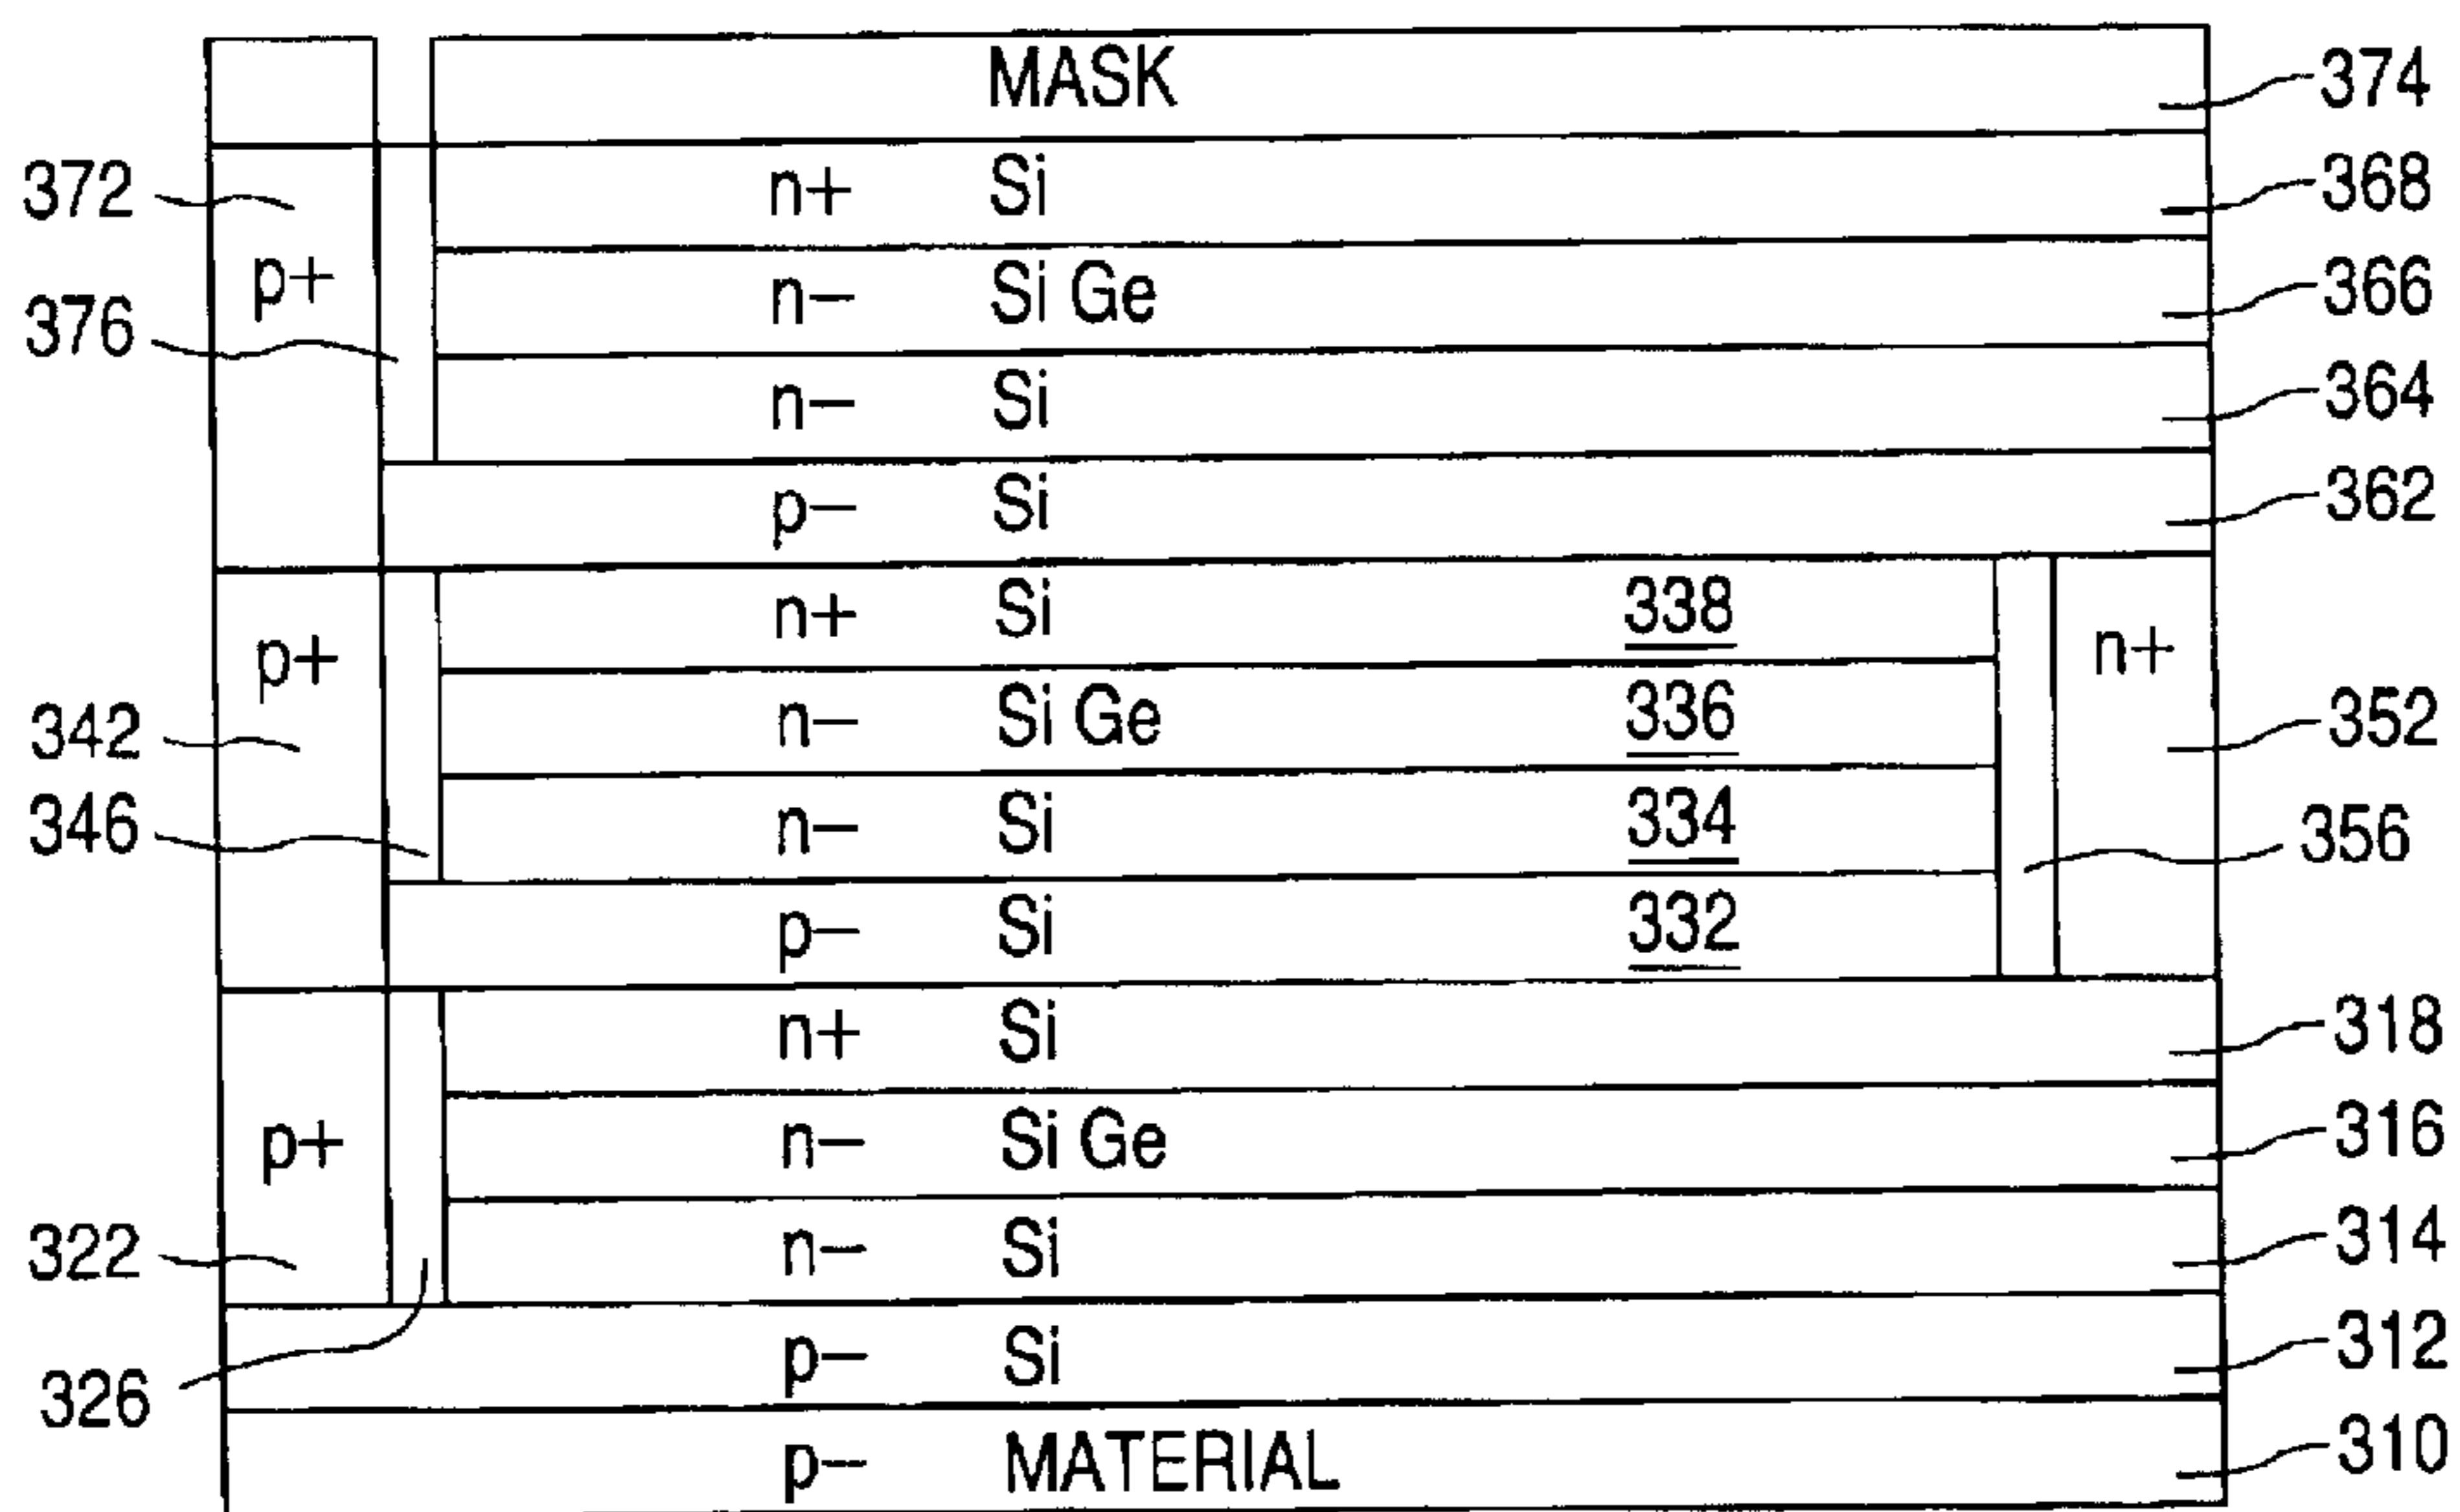 MASK 374
372 n+ Si 368
p+ n− Si Ge 366
376 n− Si 364
p− Si 362
n+ Si 338 n+
p+
342 n− Si Ge 336 352
346 n− Si 334 356
p− Si 332
n+ Si 318
p+ n− Si Ge 316
322 n− Si 314
326 p− Si 312
p− MATERIAL 310